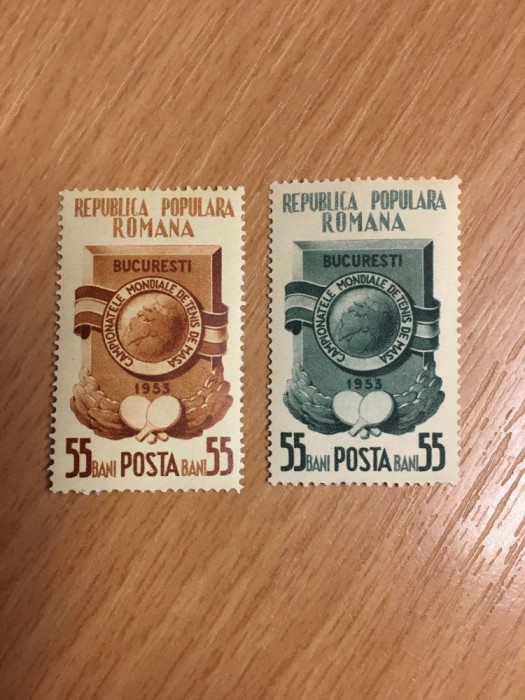 REPUBLICA POPULARA
ROMANA
BUCURESTI
CAMPIONATELE MONDIALE DE TENIS DE MASA
1953
55 BANI POSTA BANI 55
REPUBLICA POPULARA
ROMANA
BUCURESTI
CAMPIONATELE MONDIALE DE TENIS DE MASA
1953
55 BANI POSTA BANI 55